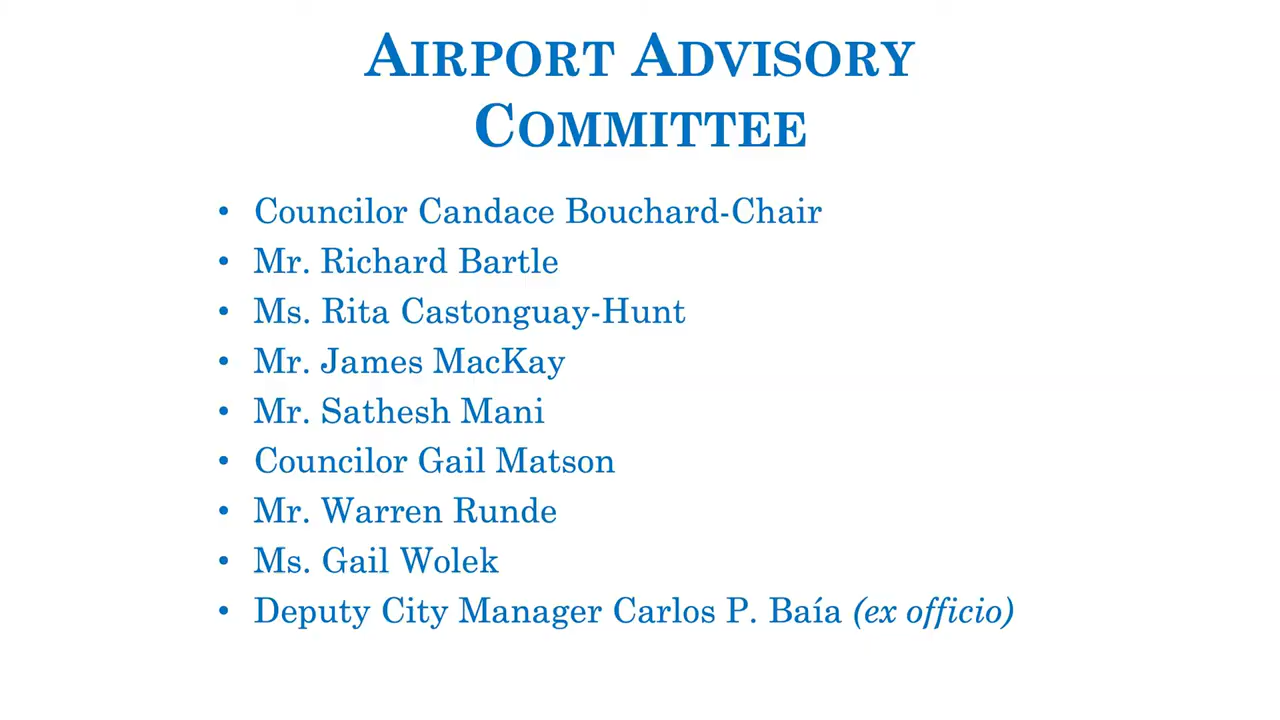 AIRPORT ADVISORY
COMMITTEE
• Councilor Candace Bouchard-Chair
• Mr. Richard Bartle
• Ms. Rita Castonguay-Hunt
• Mr. James MacKay
• Mr. Sathesh Mani
• Councilor Gail Matson
• Mr. Warren Runde
• Ms. Gail Wolek
• Deputy City Manager Carlos P. Baía (ex officio)